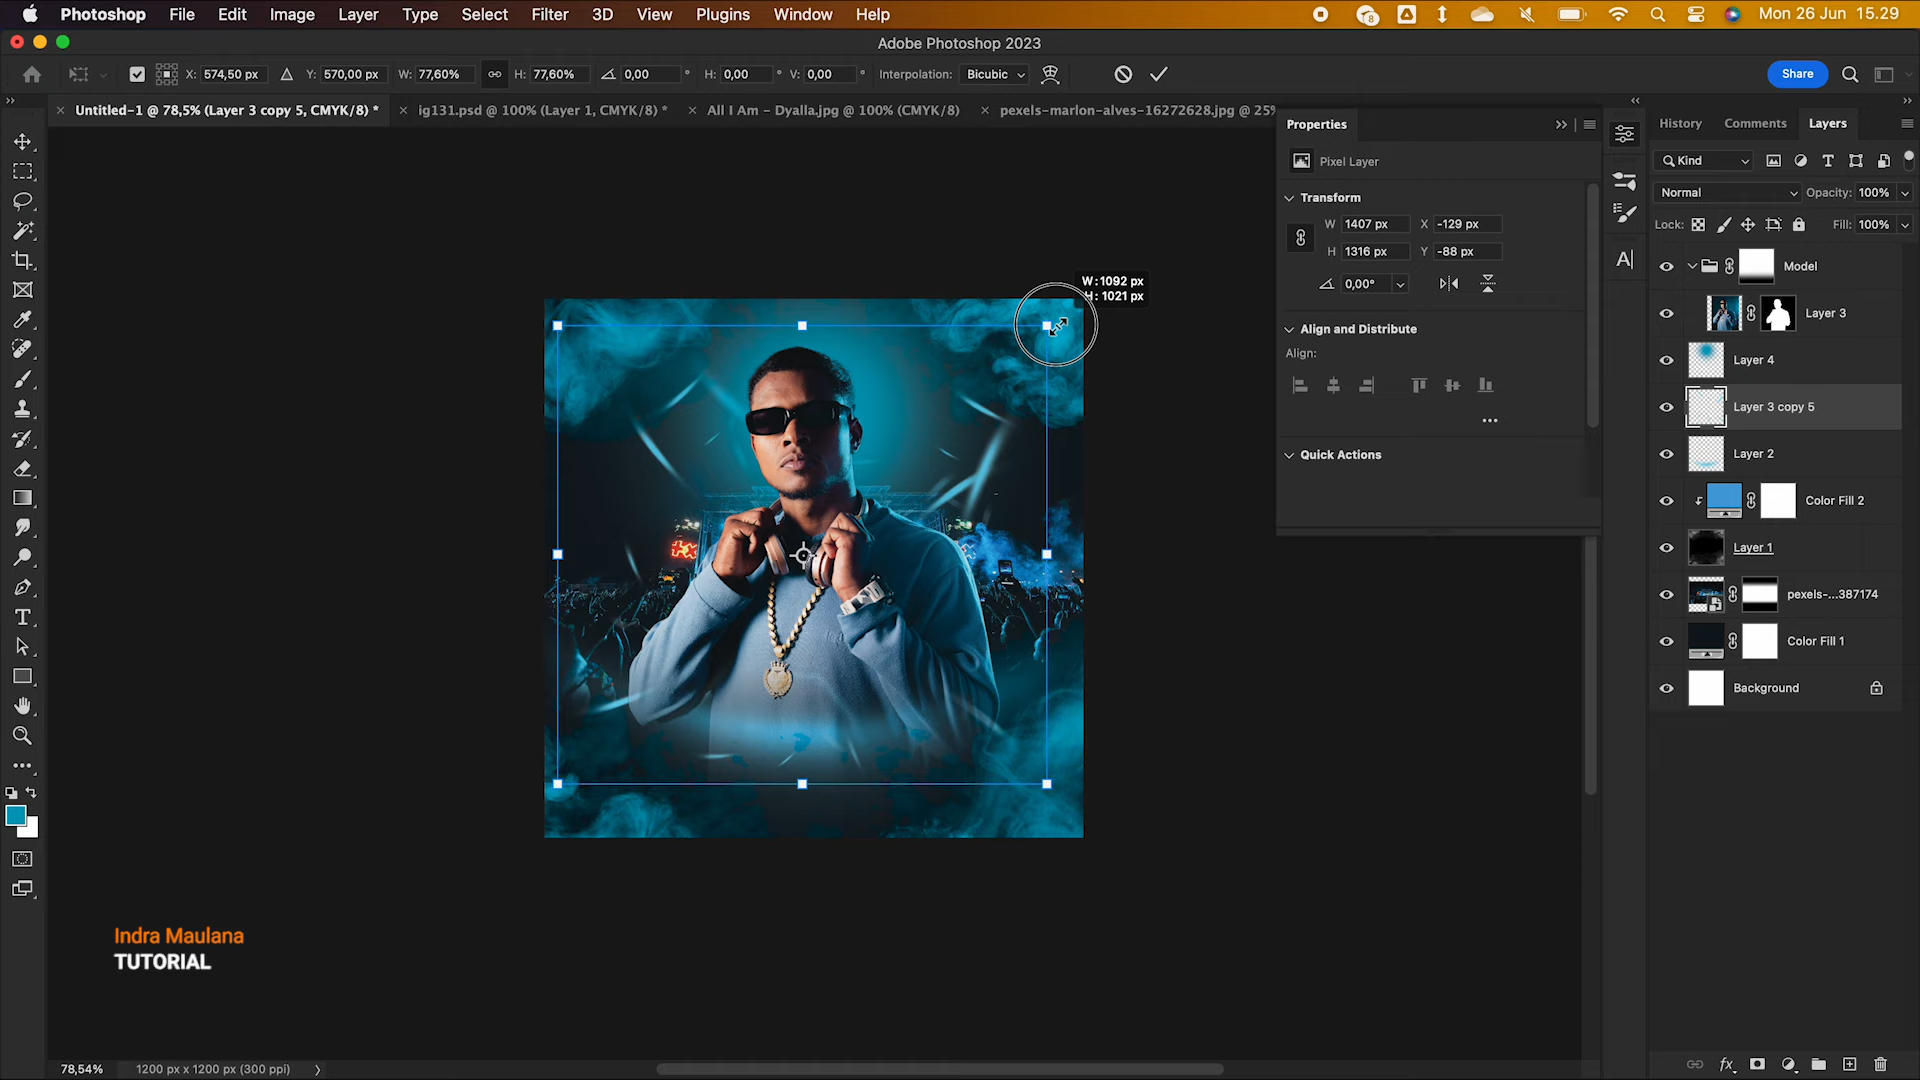 Photoshop File Edit Image Layer Type Select Filter 3D View Plugins Window Help
8
Mon 26 Jun 15.29
Adobe Photoshop 2023
X: 574,50 px Y: 570,00 px W: 77,60% H: 77,60% 0,00 ° H: 0,00 ° V: 0,00 ° Interpolation: Bicubic
Share
Untitled-1 @ 78,5% (Layer 3 copy 5, CMYK/8) * ig131.psd @ 100% (Layer 1, CMYK/8) * All I Am – Dyalla.jpg @ 100% (CMYK/8) pexels-marlon-alves-16272628.jpg @ 25%
Properties
Pixel Layer
Transform
W 1407 px X -129 px
H 1316 px Y -88 px
0,00°
Align and Distribute
Align:
Quick Actions
W: 1092 px
H: 1021 px
History Comments Layers
Kind
Normal Opacity: 100%
Lock: Fill: 100%
Model
Layer 3
Layer 4
Layer 3 copy 5
Layer 2
Color Fill 2
Layer 1
pexels-...387174
Color Fill 1
Background
Indra Maulana
TUTORIAL
78,54% 1200 px x 1200 px (300 ppi)
fx